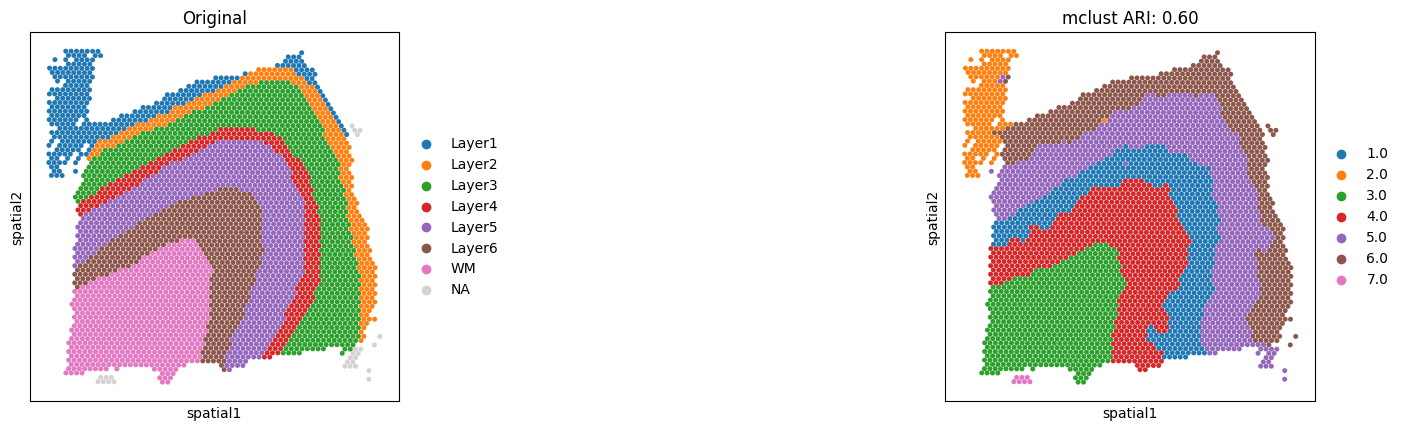 Original
spatial2
spatial1
Layer1
Layer2
Layer3
Layer4
Layer5
Layer6
WM
NA
mclust ARI: 0.60
spatial2
spatial1
1.0
2.0
3.0
4.0
5.0
6.0
7.0